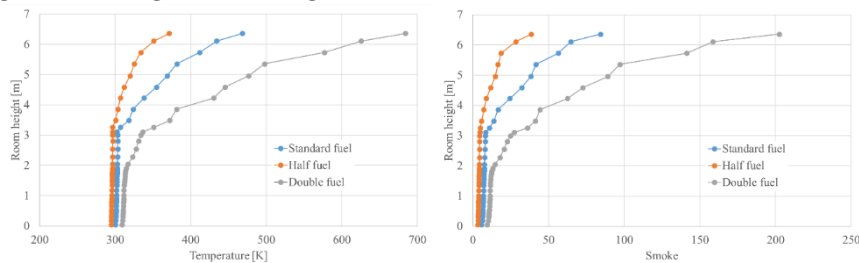 7
6
5
4
3
2
1
0
Room height [m]
Standard fuel
Half fuel
Double fuel
200 300 400 500 600 700
Temperature [K]
7
6
5
4
3
2
1
0
Room height [m]
Standard fuel
Half fuel
Double fuel
0 50 100 150 200 250
Smoke